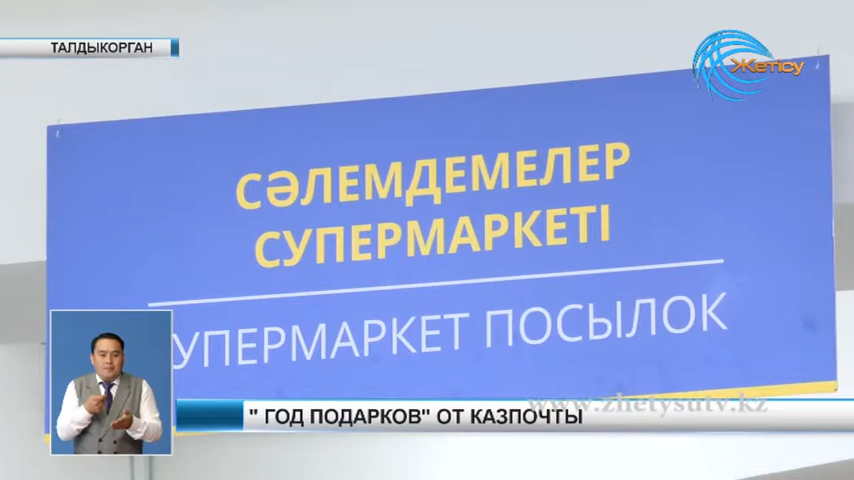 ТАЛДЫКОРГАН
Жетісу
СӘЛЕМДЕМЕЛЕР
СУПЕРМАРКЕТІ
УПЕРМАРКЕТ ПОСЫЛОК
www.zhetysutv.kz
" ГОД ПОДАРКОВ" ОТ КАЗПОЧТЫ